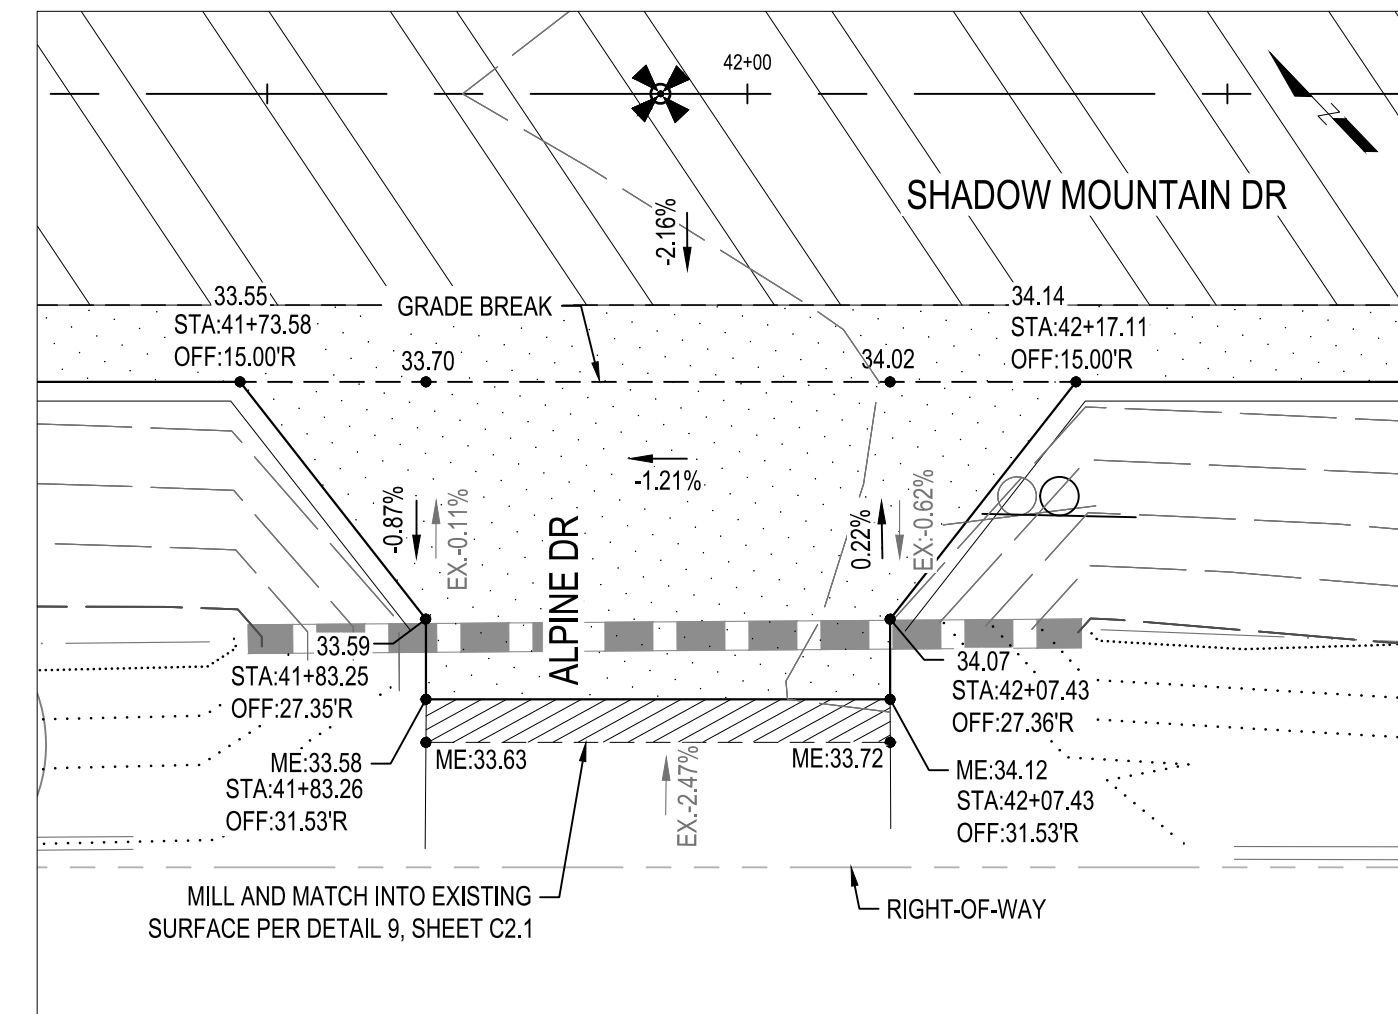 42+00
N
SHADOW MOUNTAIN DR
-2.16%
33.55
STA:41+73.58
OFF:15.00'R
GRADE BREAK
34.14
STA:42+17.11
OFF:15.00'R
33.70
34.02
-1.21%
-0.87%
EX.-0.11%
ALPINE DR
0.22%
EX:-0.62%
33.59
STA:41+83.25
OFF:27.35'R
34.07
STA:42+07.43
OFF:27.36'R
ME:33.58
STA:41+83.26
OFF:31.53'R
ME:33.63
EX.-2.47%
ME:33.72
ME:34.12
STA:42+07.43
OFF:31.53'R
MILL AND MATCH INTO EXISTING
SURFACE PER DETAIL 9, SHEET C2.1
RIGHT-OF-WAY